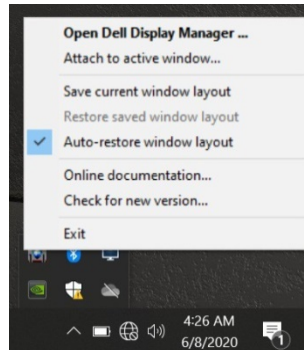 Open Dell Display Manager ...
Attach to active window...
Save current window layout
Restore saved window layout
Auto-restore window layout
Online documentation...
Check for new version...
Exit
4:26 AM
6/8/2020
1